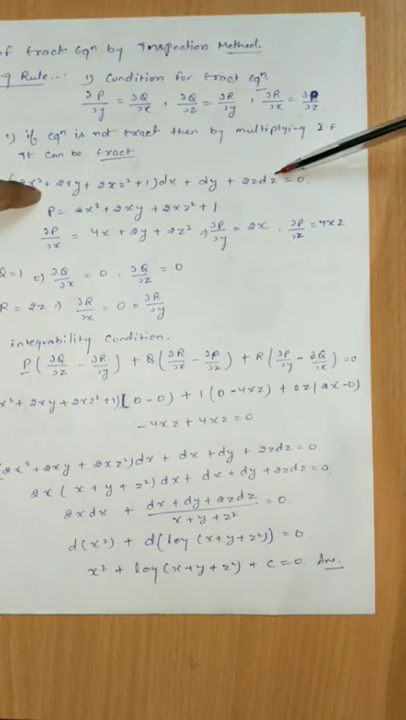 of Exact Eqn by Inspection Method.
ng Rule:- 1) Condition for Exact eqn
∂P/∂y = ∂Q/∂x , ∂Q/∂z = ∂R/∂y , ∂R/∂x = ∂P/∂z
2) if eqn is not exact then by multiplying I.F
It can be Exact
x² + 2xy + 2xz² + 1)dx + dy + 2zdz = 0.
P = 2x² + 2xy + 2xz² + 1
∂P/∂x = 4x + 2y + 2z² ⇒ ∂P/∂y = 2x , ∂P/∂z = 4xz
Q = 1 ⇒ ∂Q/∂x = 0 , ∂Q/∂z = 0
R = 2z ⇒ ∂R/∂x = 0 = ∂R/∂y
integrability Condition.
P(∂Q/∂z - ∂R/∂y) + Q(∂R/∂x - ∂P/∂z) + R(∂P/∂y - ∂Q/∂x) = 0
x² + 2xy + 2xz² + 1)[0 - 0) + 1(0 - 4xz) + 2z(2x - 0)
-4xz + 4xz = 0
(2x² + 2xy + 2xz²)dx + dx + dy + 2zdz = 0
2x(x + y + z²)dx + dx + dy + 2zdz = 0,
2xdx + (dx + dy + 2zdz)/(x + y + z²) = 0.
d(x²) + d(log(x+y+z²)) = 0.
x² + log(x+y+z²) + c = 0. Ans.